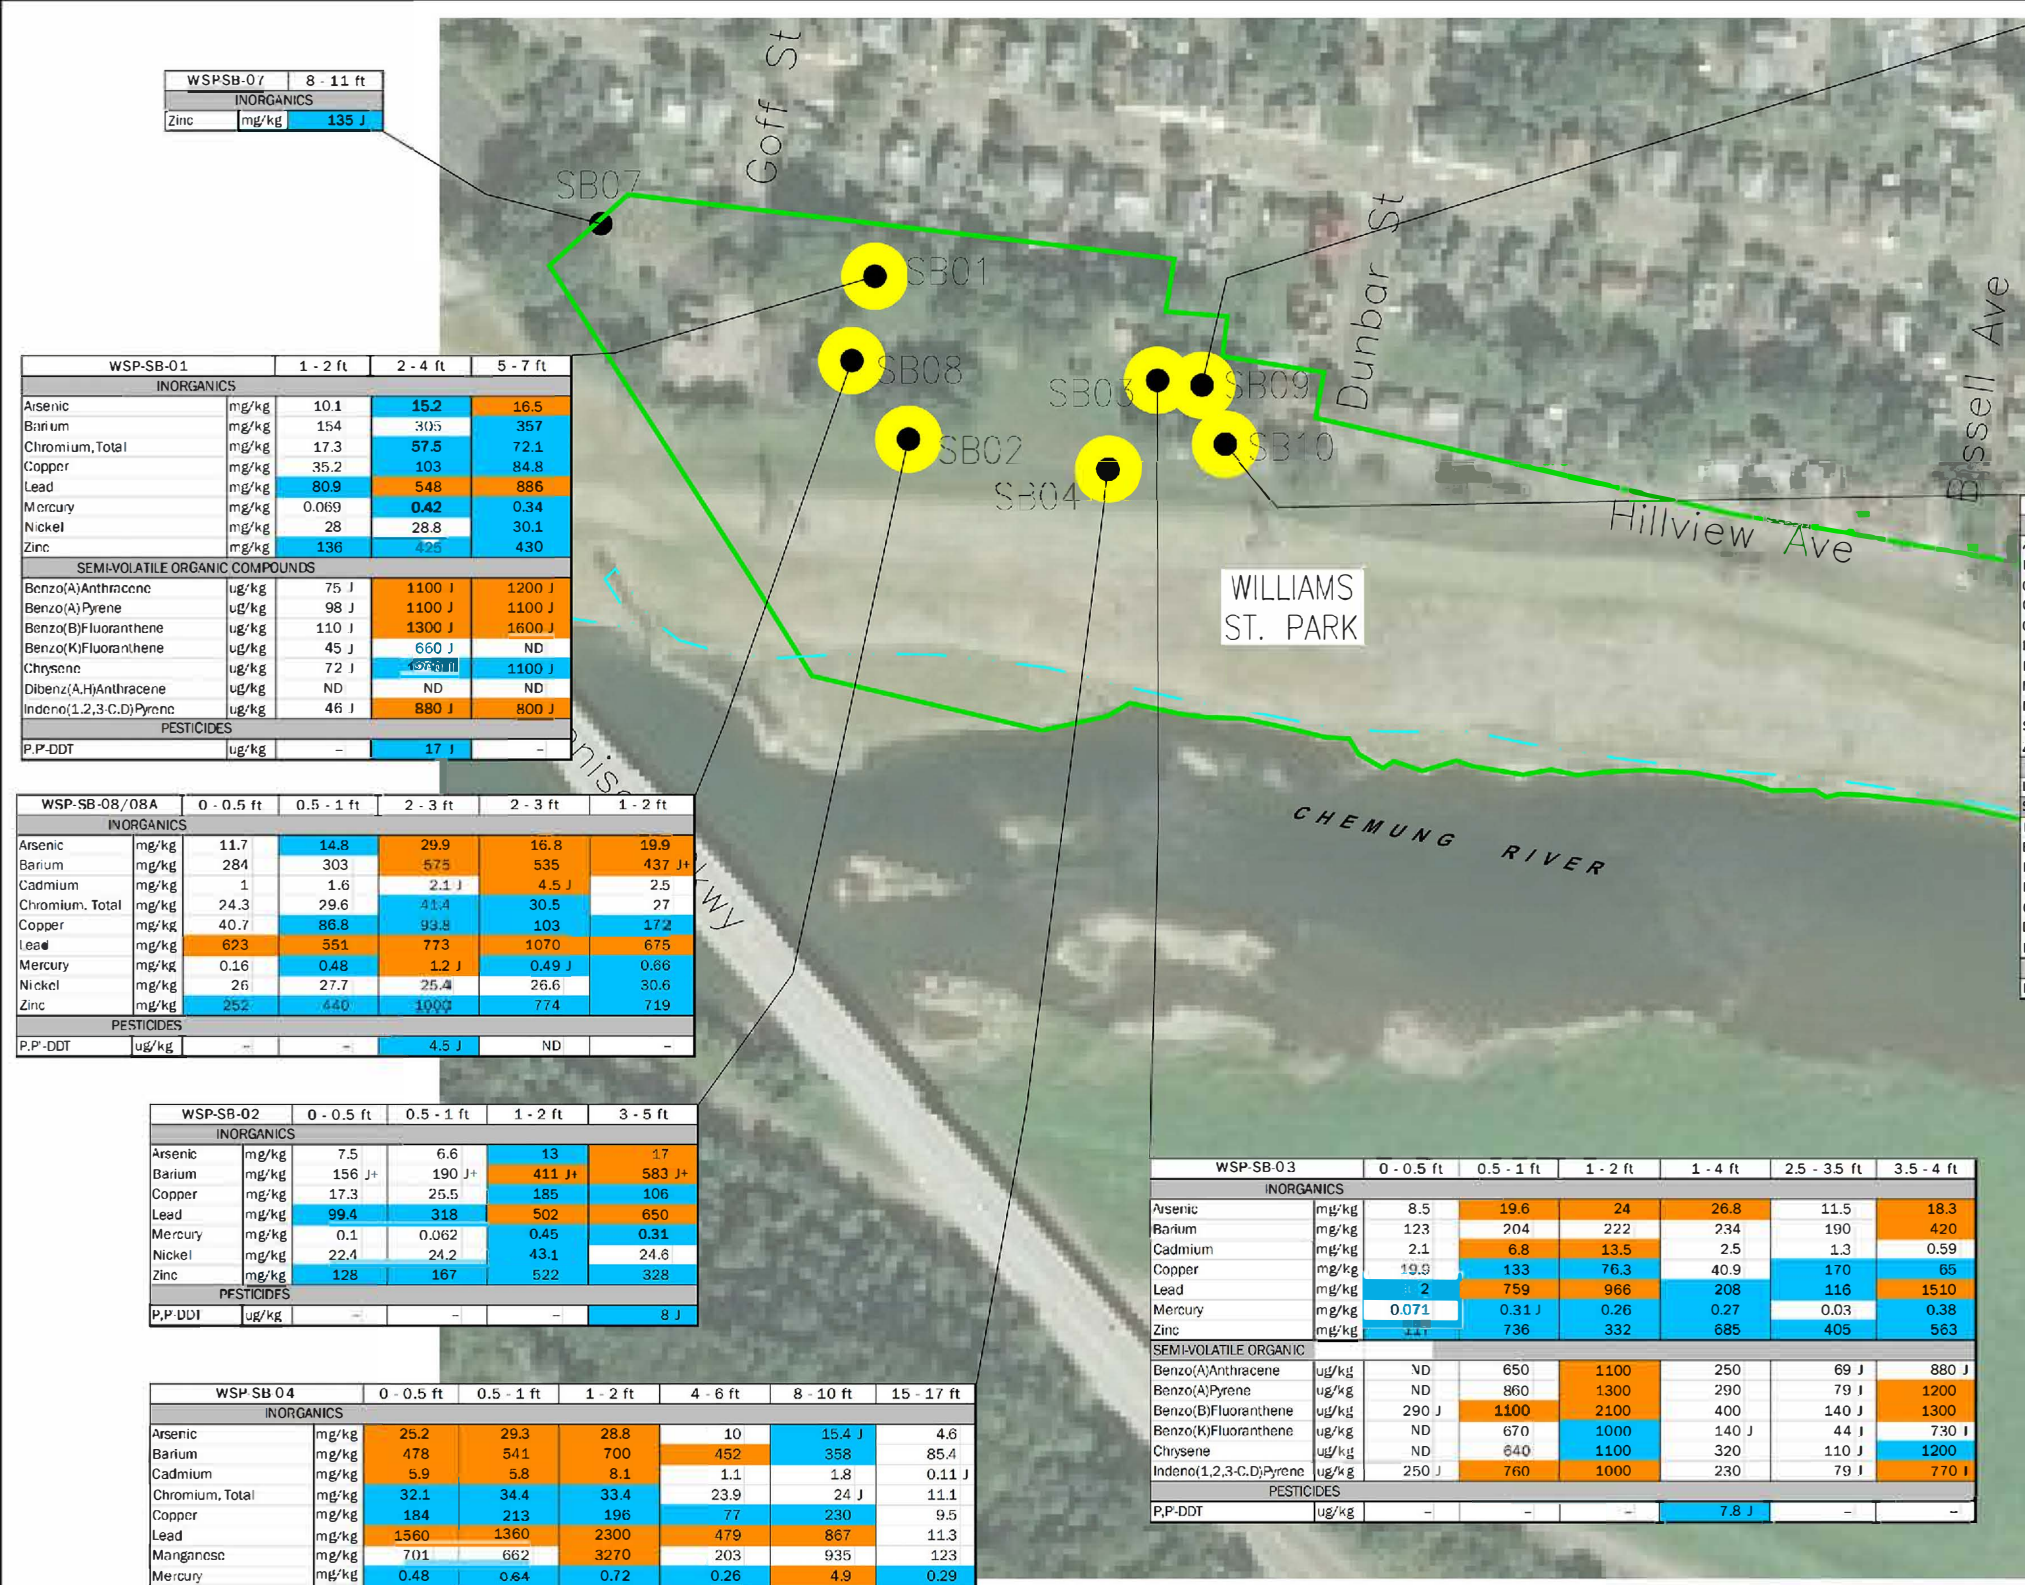 WSPSB-07 8 - 11 ft
INORGANICS
Zinc mg/kg 135 J
Goff St
SB07
SB01
SB08
SB02
SB03
SB09
SB10
SB04
Dunbar St
Bissell Ave
Hillview Ave
WILLIAMS
ST. PARK
CHEMUNG RIVER
WSP-SB-01 1 - 2 ft 2 - 4 ft 5 - 7 ft
INORGANICS
Arsenic mg/kg 10.1 15.2 16.5
Barium mg/kg 154 305 357
Chromium,Total mg/kg 17.3 57.5 72.1
Copper mg/kg 35.2 103 84.8
Lead mg/kg 80.9 548 886
Mercury mg/kg 0.069 0.42 0.34
Nickel mg/kg 28 28.8 30.1
Zinc mg/kg 136 425 430
SEMI-VOLATILE ORGANIC COMPOUNDS
Benzo(A)Anthracene ug/kg 75 J 1100 J 1200 J
Benzo(A)Pyrene ug/kg 98 J 1100 J 1100 J
Benzo(B)Fluoranthene ug/kg 110 J 1300 J 1600 J
Benzo(K)Fluoranthene ug/kg 45 J 660 J ND
Chrysene ug/kg 72 J 1100 J
Dibenz(A,H)Anthracene ug/kg ND ND ND
Indeno(1,2,3-C,D)Pyrene ug/kg 46 J 880 J 800 J
PESTICIDES
P,P'-DDT ug/kg – 17 J –
WSP-SB-08/08A 0 - 0.5 ft 0.5 - 1 ft 2 - 3 ft 2 - 3 ft 1 - 2 ft
INORGANICS
Arsenic mg/kg 11.7 14.8 29.9 16.8 19.9
Barium mg/kg 284 303 575 535 437 J+
Cadmium mg/kg 1 1.6 2.1 J 4.5 J 2.5
Chromium. Total mg/kg 24.3 29.6 41.4 30.5 27
Copper mg/kg 40.7 86.8 93.8 103 172
Lead mg/kg 623 551 773 1070 675
Mercury mg/kg 0.16 0.48 1.2 J 0.49 J 0.66
Nickel mg/kg 26 27.7 25.4 26.6 30.6
Zinc mg/kg 252 440 774 719
PESTICIDES
P.P'-DDT ug/kg – – 4.5 J ND –
WSP-SB-02 0 - 0.5 ft 0.5 - 1 ft 1 - 2 ft 3 - 5 ft
INORGANICS
Arsenic mg/kg 7.5 6.6 13 17
Barium mg/kg 156 J+ 190 J+ 411 J+ 583 J+
Copper mg/kg 17.3 25.5 185 106
Lead mg/kg 99.4 318 502 650
Mercury mg/kg 0.1 0.062 0.45 0.31
Nickel mg/kg 22.4 24.2 43.1 24.6
Zinc mg/kg 128 167 522 328
PESTICIDES
P,P'-DDT ug/kg – – – 8 J
WSP-SB-03 0 - 0.5 ft 0.5 - 1 ft 1 - 2 ft 1 - 4 ft 2.5 - 3.5 ft 3.5 - 4 ft
INORGANICS
Arsenic mg/kg 8.5 19.6 24 26.8 11.5 18.3
Barium mg/kg 123 204 222 234 190 420
Cadmium mg/kg 2.1 6.8 13.5 2.5 1.3 0.59
Copper mg/kg 19.9 133 76.3 40.9 170 65
Lead mg/kg 759 966 208 116 1510
Mercury mg/kg 0.071 0.31 J 0.26 0.27 0.03 0.38
Zinc mg/kg 736 332 685 405 563
SEMI-VOLATILE ORGANIC
Benzo(A)Anthracene ug/kg ND 650 1100 250 69 J 880 J
Benzo(A)Pyrene ug/kg ND 860 1300 290 79 J 1200
Benzo(B)Fluoranthene ug/kg 290 J 1100 2100 400 140 J 1300
Benzo(K)Fluoranthene ug/kg ND 670 1000 140 J 44 J 730 J
Chrysene ug/kg ND 640 1100 320 110 J 1200
Indeno(1,2,3-C,D)Pyrene ug/kg 250 J 760 1000 230 79 J 770 J
PESTICIDES
P,P'-DDT ug/kg – – – 7.8 J – –
WSP-SB-04 0 - 0.5 ft 0.5 - 1 ft 1 - 2 ft 4 - 6 ft 8 - 10 ft 15 - 17 ft
INORGANICS
Arsenic mg/kg 25.2 29.3 28.8 10 15.4 J 4.6
Barium mg/kg 478 541 700 452 358 85.4
Cadmium mg/kg 5.9 5.8 8.1 1.1 1.8 0.11 J
Chromium, Total mg/kg 32.1 34.4 33.4 23.9 24 J 11.1
Copper mg/kg 184 213 196 77 230 9.5
Lead mg/kg 1560 1360 2300 479 867 11.3
Manganese mg/kg 701 662 3270 203 935 123
Mercury mg/kg 0.48 0.64 0.72 0.26 4.9 0.29